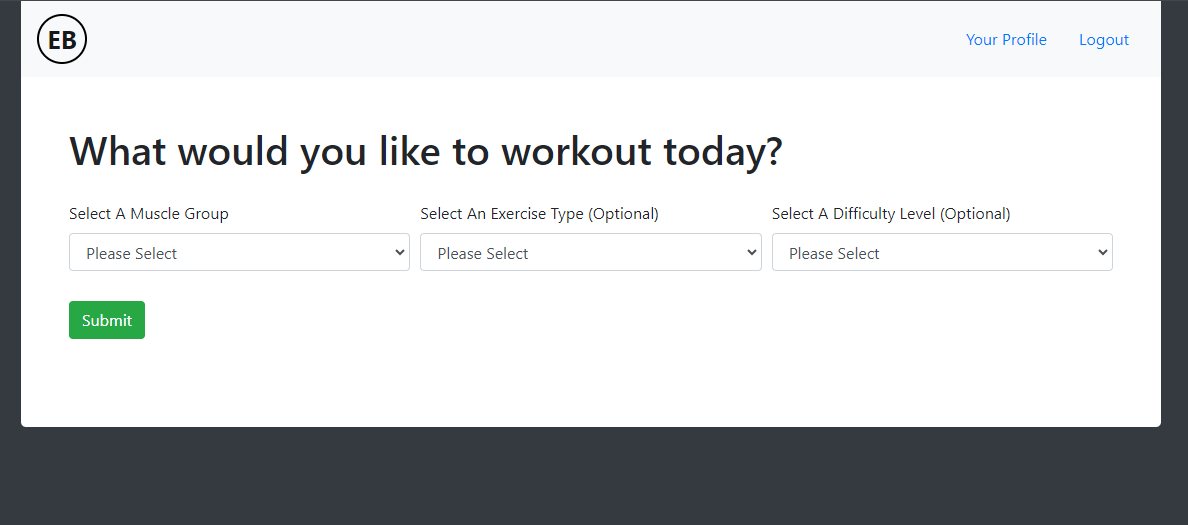 EB
Your Profile Logout
What would you like to workout today?
Select A Muscle Group Select An Exercise Type (Optional) Select A Difficulty Level (Optional)
Please Select Please Select Please Select
Submit